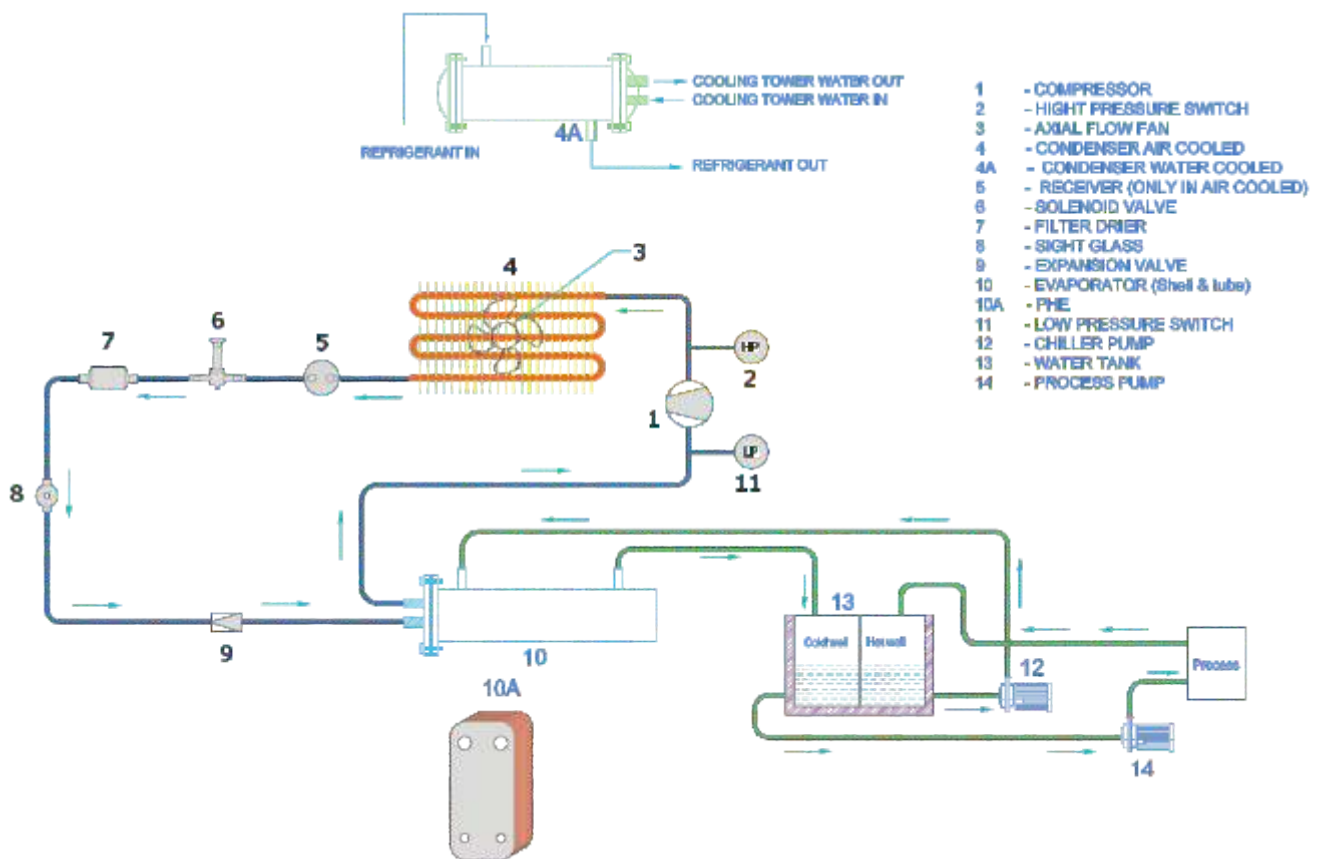 COOLING TOWER WATER OUT
COOLING TOWER WATER IN
4A
REFRIGERANT IN
REFRIGERANT OUT
1 - COMPRESSOR
2 - HIGHT PRESSURE SWITCH
3 - AXIAL FLOW FAN
4 - CONDENSER AIR COOLED
4A - CONDENSER WATER COOLED
5 - RECEIVER (ONLY IN AIR COOLED)
6 - SOLENOID VALVE
7 - FILTER DRIER
8 - SIGHT GLASS
9 - EXPANSION VALVE
10 - EVAPORATOR (Shell & tube)
10A - PHE
11 - LOW PRESSURE SWITCH
12 - CHILLER PUMP
13 - WATER TANK
14 - PROCESS PUMP
3
4
6
7
5
HP
2
1
LP
11
8
13
Coldwell
Hotwell
12
Process
9
10
10A
14